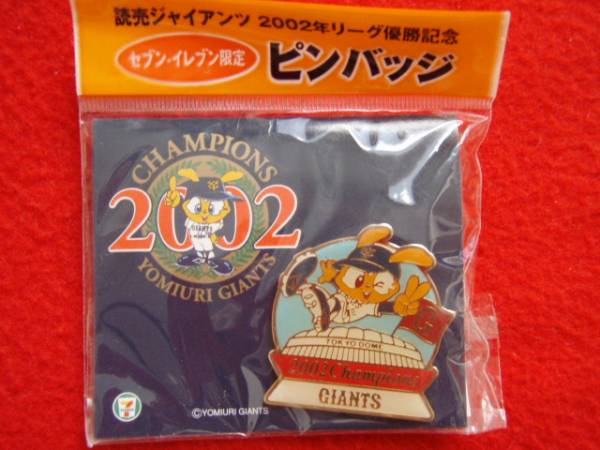 読売ジャイアンツ 2002年リーグ優勝記念
セブン-イレブン限定
ピンバッジ
CHAMPIONS
2002
GIANTS
YOMIURI GIANTS
TOKYO DOME
2002 Champions
GIANTS
©YOMIURI GIANTS